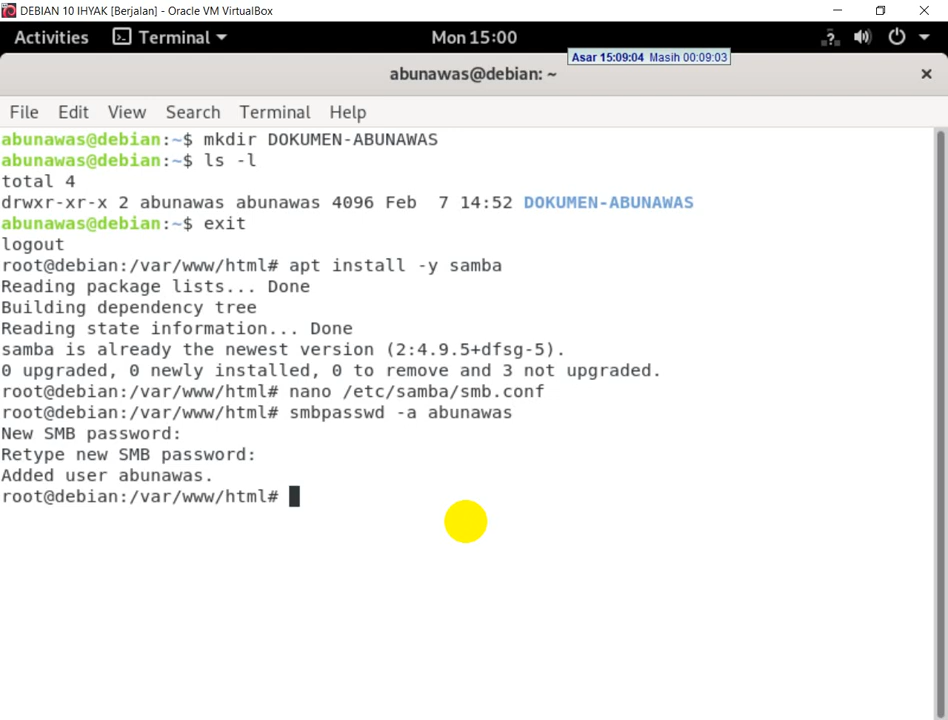 DEBIAN 10 IHYAK [Berjalan] - Oracle VM VirtualBox
Activities Terminal Mon 15:00
Asar 15:09:04 Masih 00:09:03
abunawas@debian: ~
File Edit View Search Terminal Help
abunawas@debian:~$ mkdir DOKUMEN-ABUNAWAS
abunawas@debian:~$ ls -l
total 4
drwxr-xr-x 2 abunawas abunawas 4096 Feb  7 14:52 DOKUMEN-ABUNAWAS
abunawas@debian:~$ exit
logout
root@debian:/var/www/html# apt install -y samba
Reading package lists... Done
Building dependency tree
Reading state information... Done
samba is already the newest version (2:4.9.5+dfsg-5).
0 upgraded, 0 newly installed, 0 to remove and 3 not upgraded.
root@debian:/var/www/html# nano /etc/samba/smb.conf
root@debian:/var/www/html# smbpasswd -a abunawas
New SMB password:
Retype new SMB password:
Added user abunawas.
root@debian:/var/www/html#